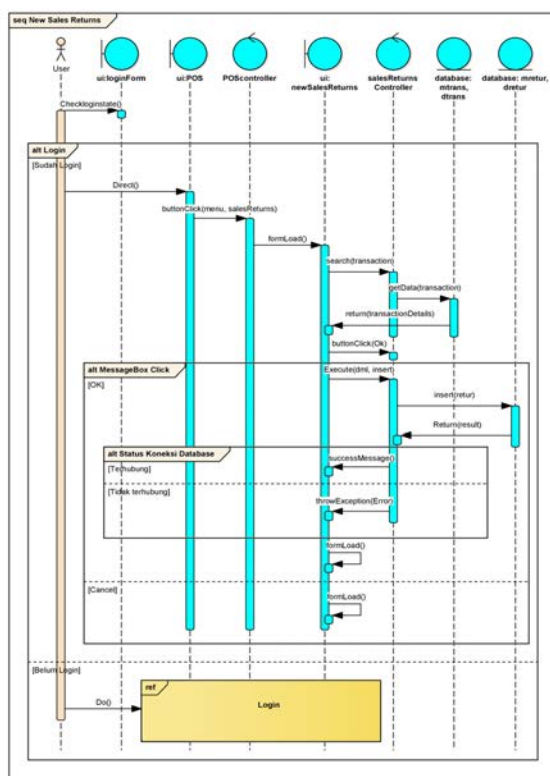 seq New Sales Returns
User
ui:loginForm
ui:POS
POScontroller
ui:
newSalesReturns
salesReturns
Controller
database:
mtrans,
dtrans
database: mretur,
dretur
Checkloginstate()
alt Login
[Sudah Login]
Direct()
buttonClick(menu, salesReturns)
formLoad()
search(transaction)
getData(transaction)
return(transactionDetails)
buttonClick(Ok)
alt MessageBox Click
[OK]
Execute(dml, insert)
insert(retur)
Return(result)
alt Status Koneksi Database
[Terhubung]
successMessage()
[Tidak terhubung]
throwException(Error)
formLoad()
[Cancel]
formLoad()
[Belum Login]
ref
Login
Do()